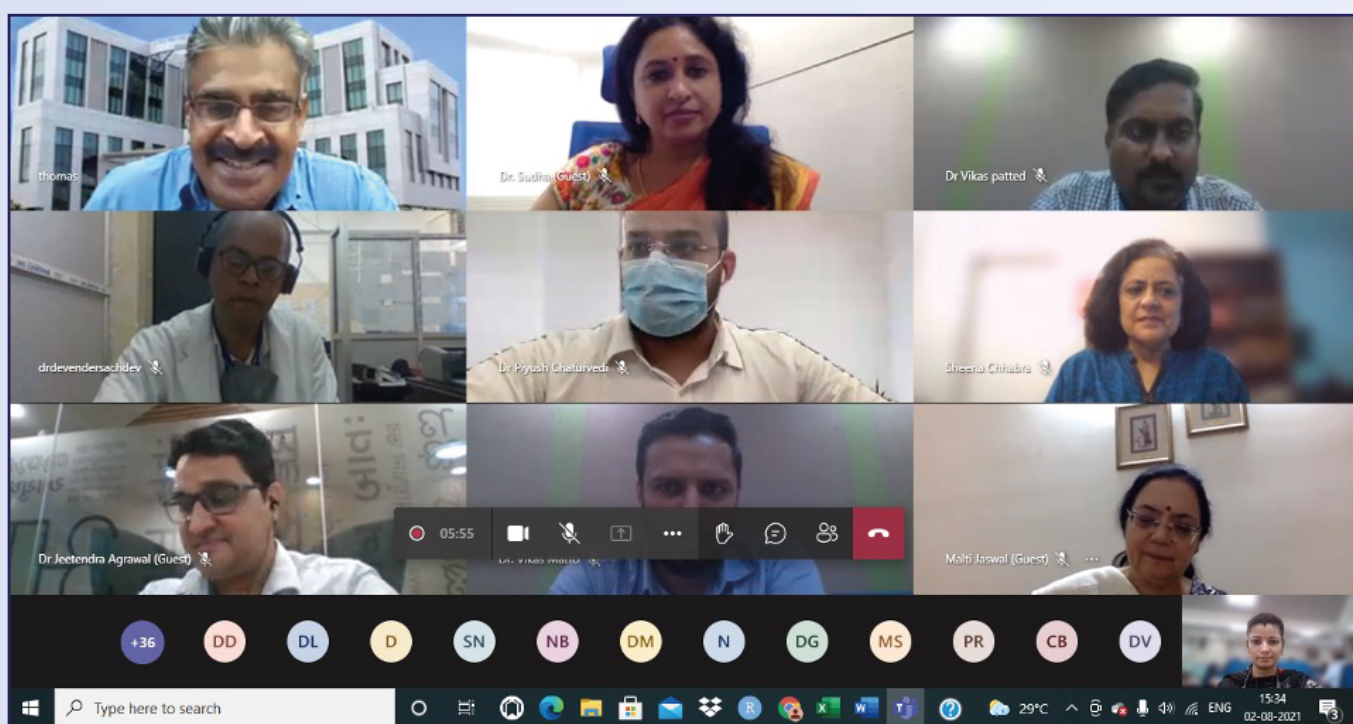 thomas
Dr. Sudha (Guest)
Dr Vikas patted
drdevendersachdev
Dr Piyush Chaturvedi
Sheena Chhabra
Dr Jeetendra Agrawal (Guest)
05:55
Malti Jaswal (Guest)
+36
DD
DL
D
SN
NB
DM
N
DG
MS
PR
CB
DV
Type here to search
29°C
ENG
15:34
02-08-2021
3